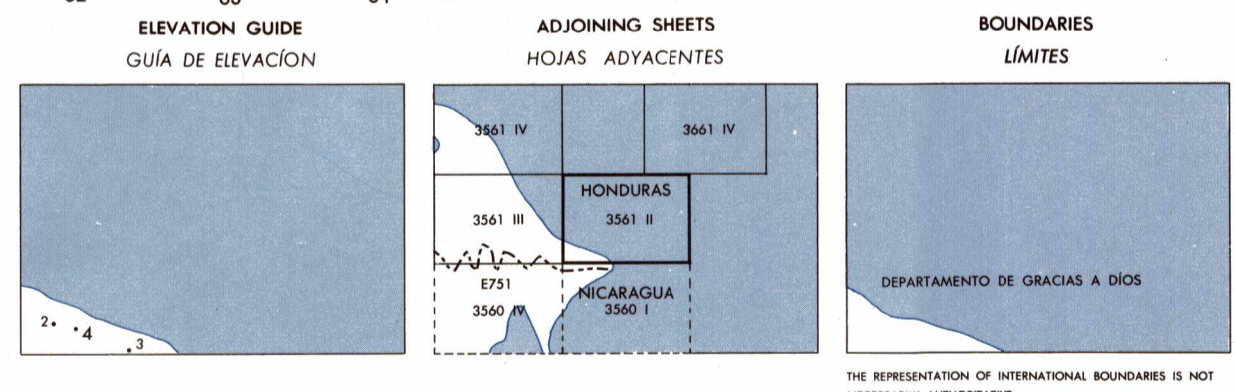 ELEVATION GUIDE
GUÍA DE ELEVACÍON
2
4
3
ADJOINING SHEETS
HOJAS ADYACENTES
3561 IV
3661 IV
HONDURAS
3561 III
3561 II
E751
NICARAGUA
3560 IV
3560 I
BOUNDARIES
LÍMITES
DEPARTAMENTO DE GRACIAS A DÍOS
THE REPRESENTATION OF INTERNATIONAL BOUNDARIES IS NOT